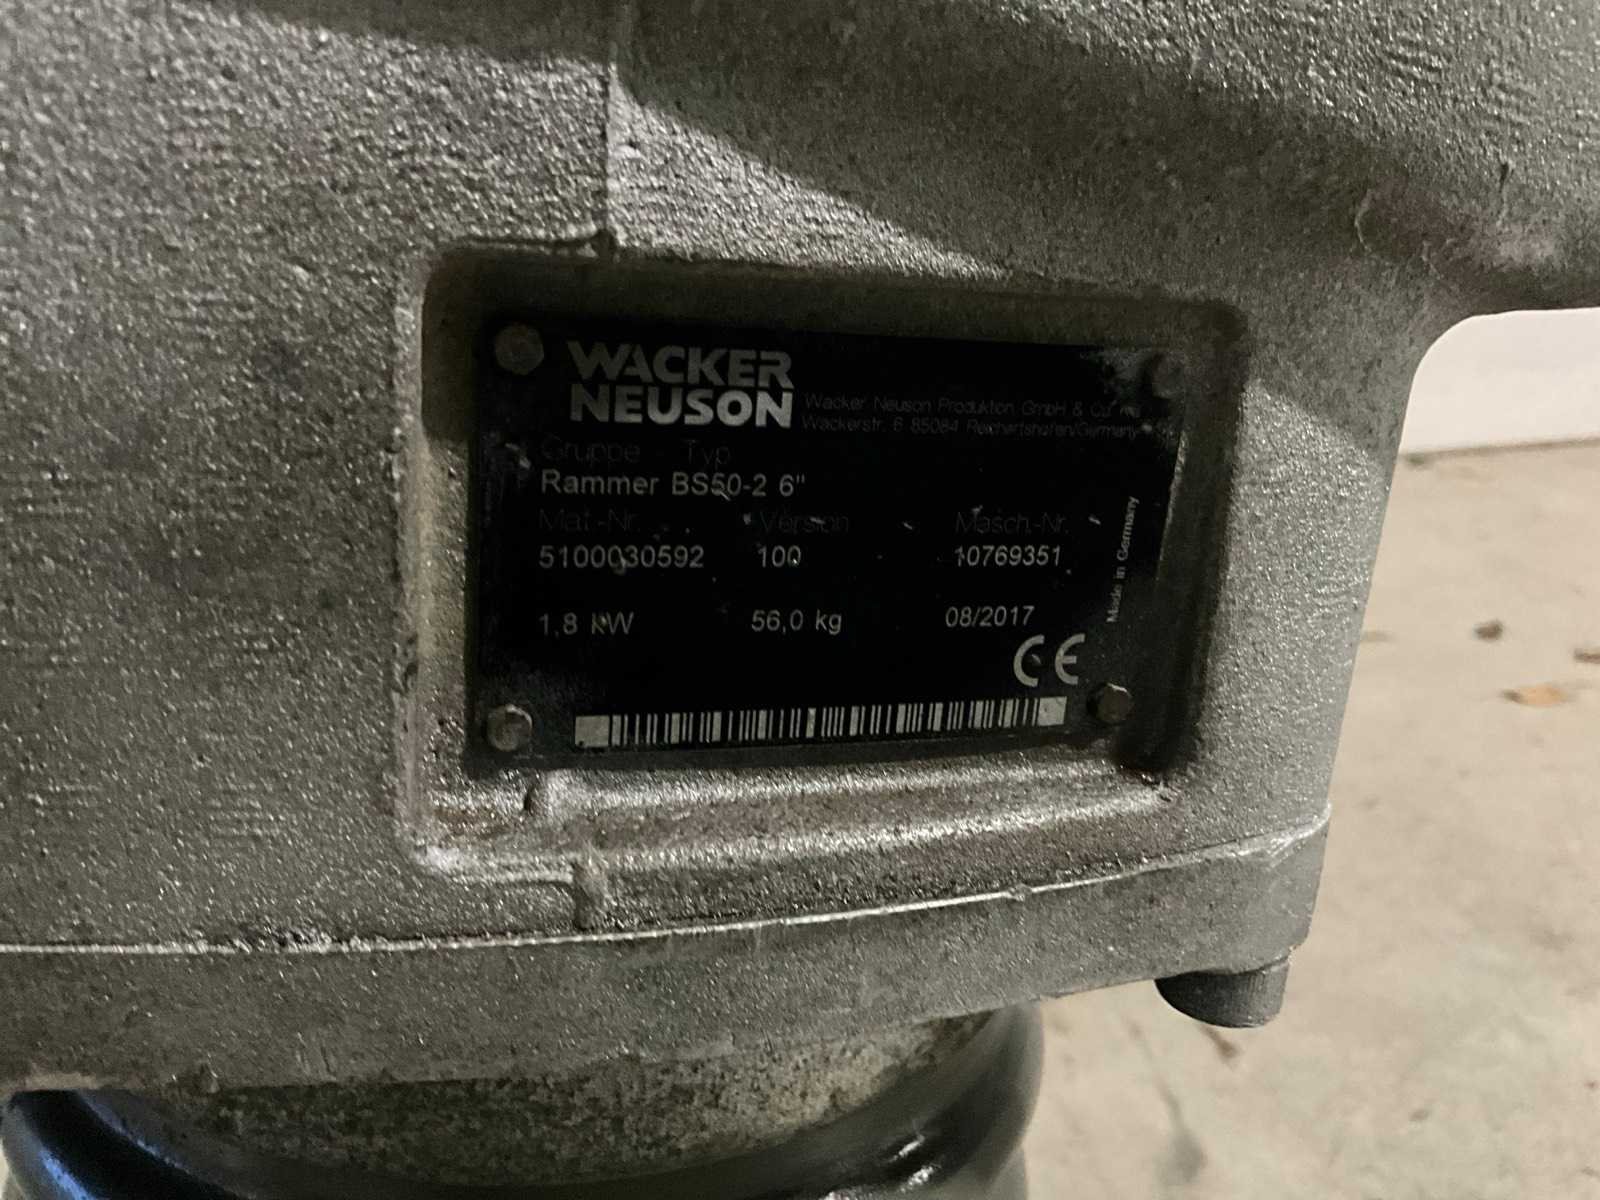 WACKER
NEUSON
Wacker Neuson Produktion GmbH & Co. KG
Wackerstr. 6 85084 Reichertshofen/Germany
Gruppe - Typ
Rammer BS50-2 6"
Mat.-Nr. Version Masch.-Nr.
5100030592 100 10769351
1,8 kW 56,0 kg 08/2017
Made in Germany
CE